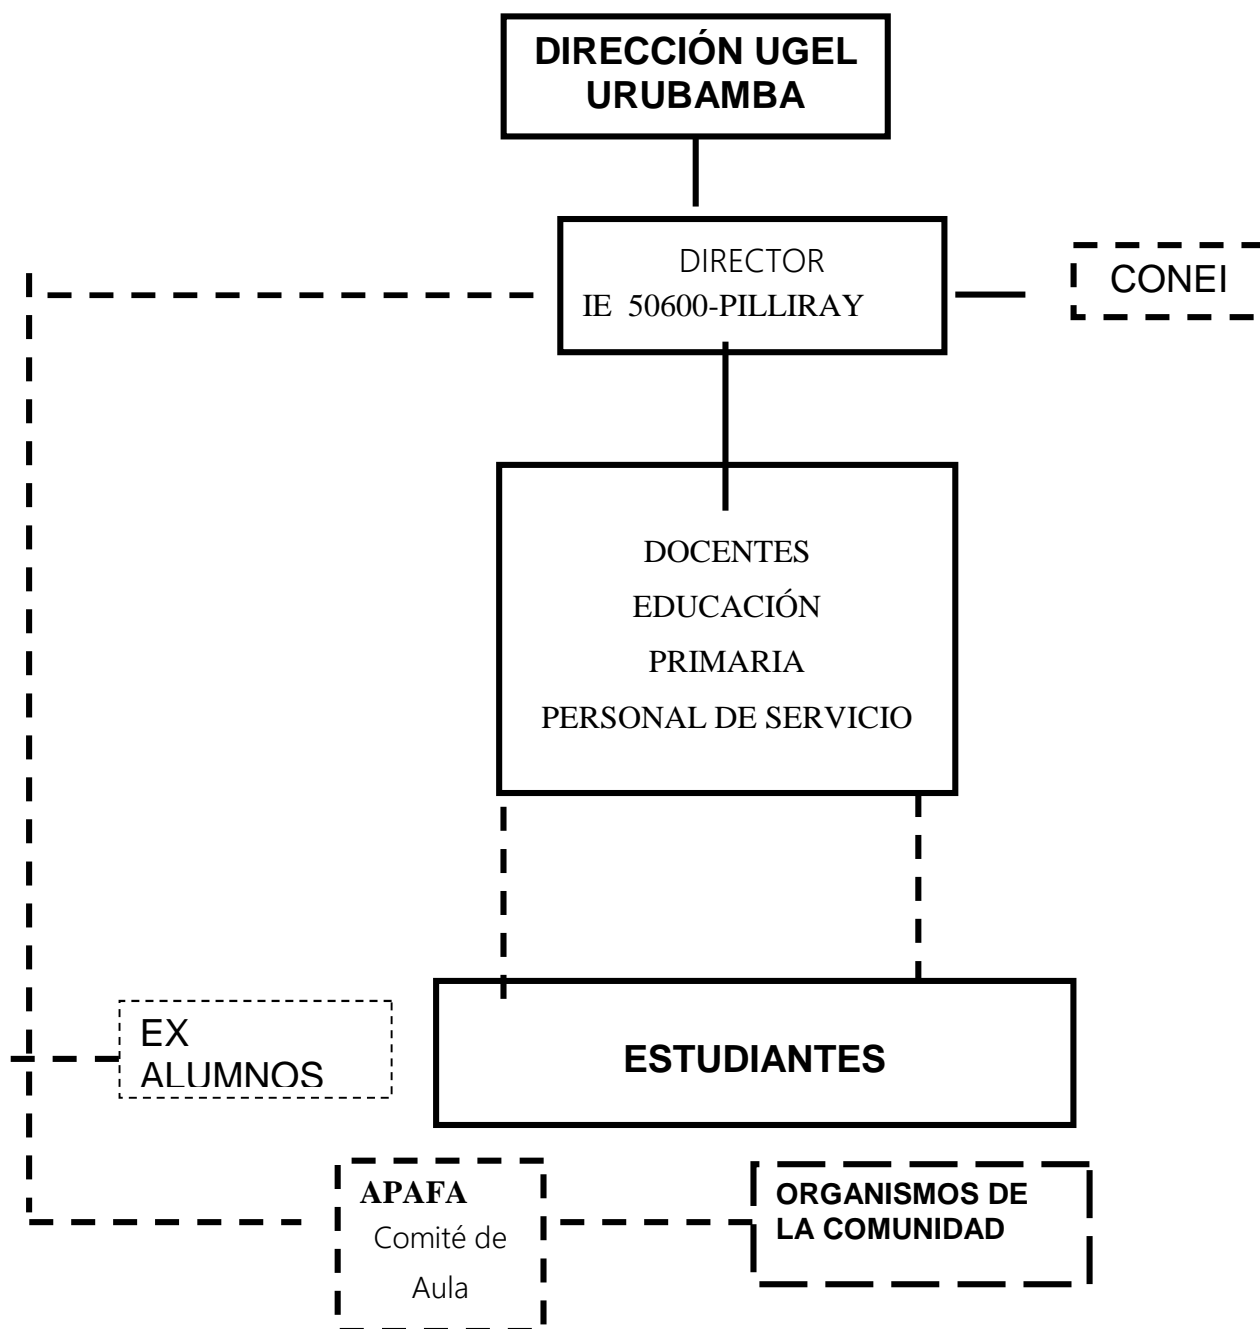 DIRECCIÓN UGEL
URUBAMBA
DIRECTOR
IE 50600-PILLIRAY
CONEI
DOCENTES
EDUCACIÓN
PRIMARIA
PERSONAL DE SERVICIO
EX
ALUMNOS
ESTUDIANTES
APAFA
Comité de
Aula
ORGANISMOS DE
LA COMUNIDAD